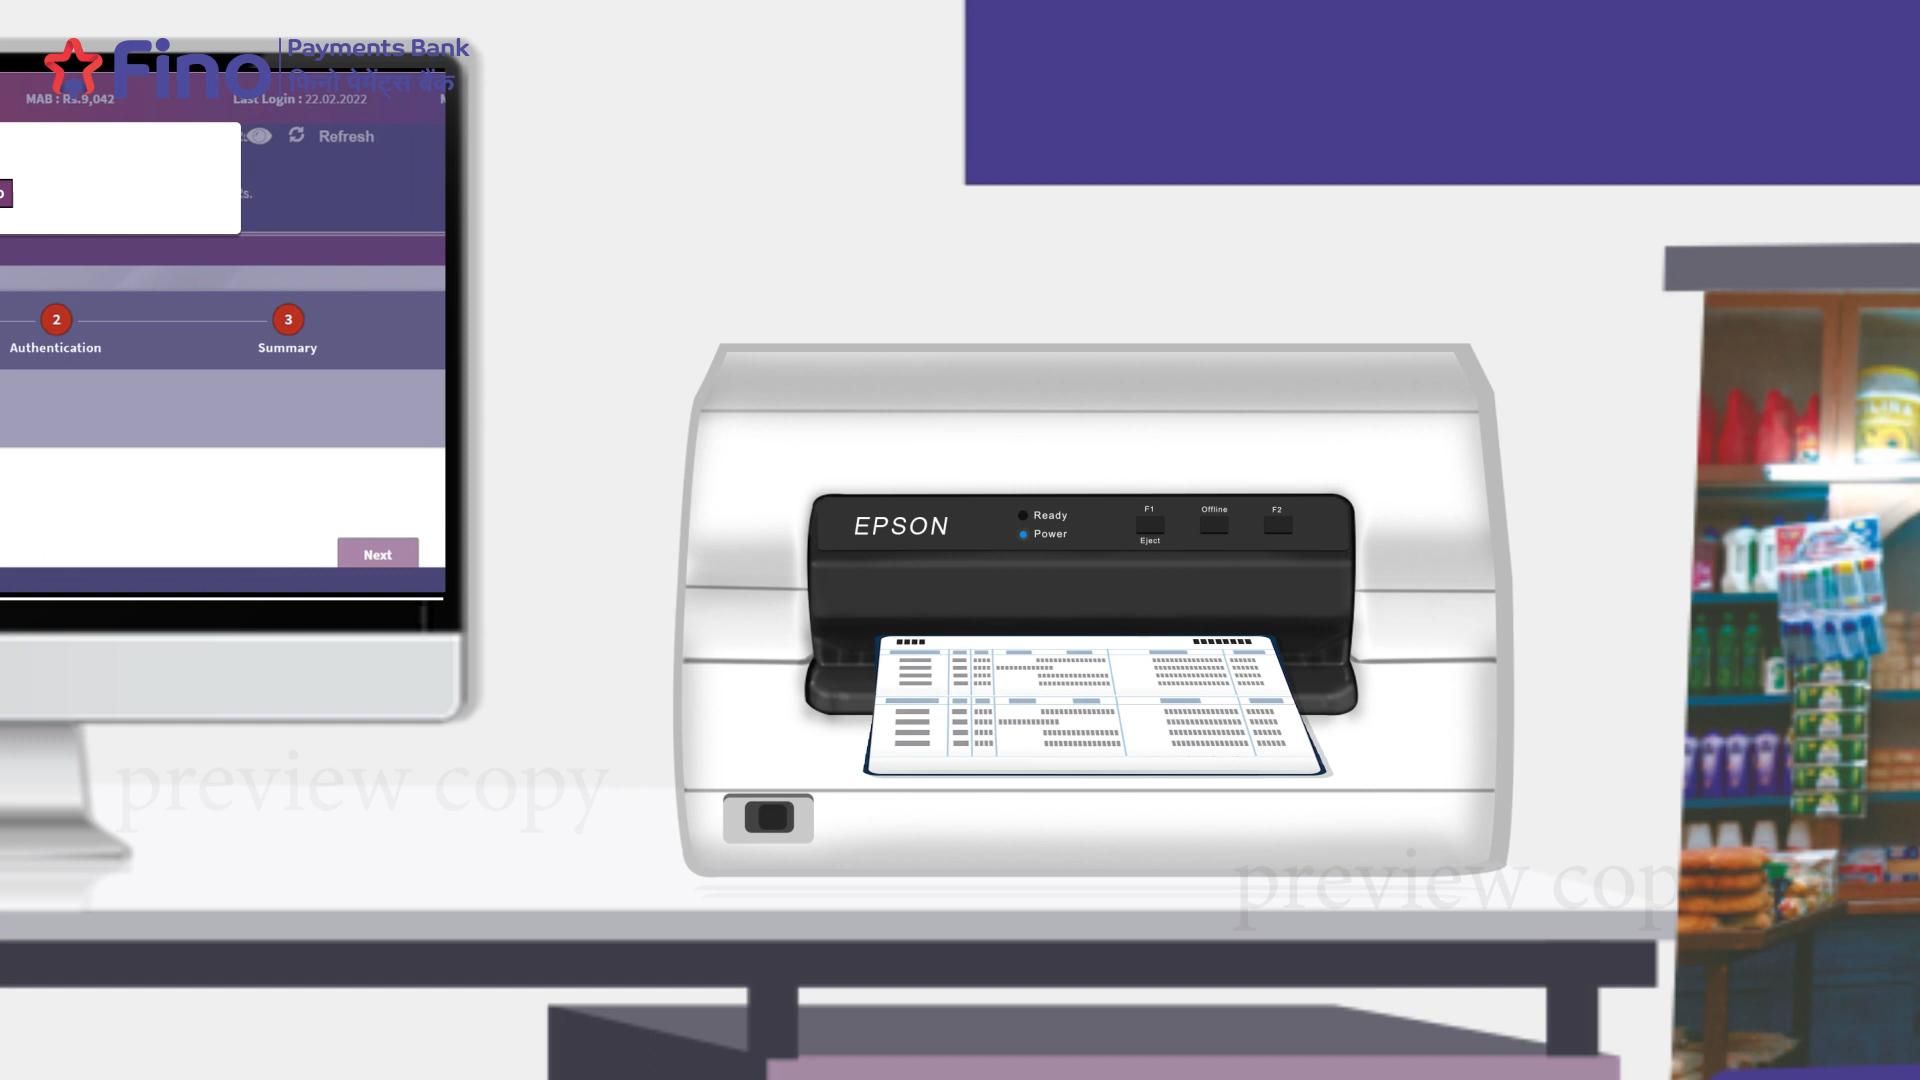 Fino
Payments Bank
फिनो पेमेंट्स बैंक
MAB : Rs.9,042
Last Login : 22.02.2022
Refresh
2
3
Authentication
Summary
Next
EPSON
Ready
Power
F1
Eject
Offline
F2
preview copy
preview cop